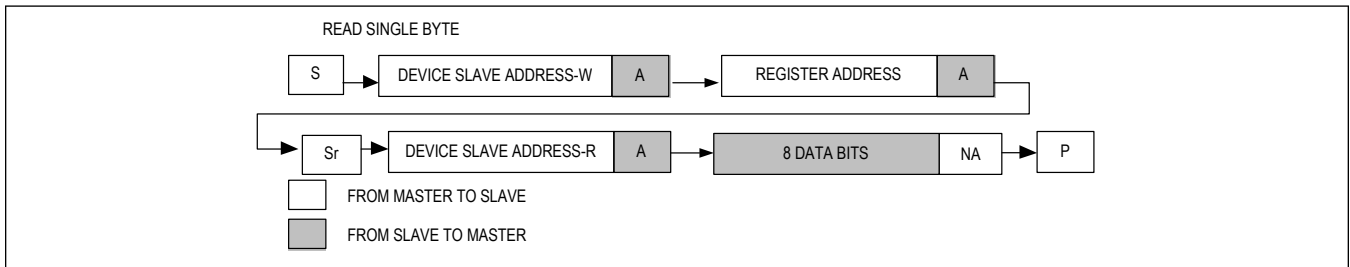 READ SINGLE BYTE
S DEVICE SLAVE ADDRESS-W A REGISTER ADDRESS A
Sr DEVICE SLAVE ADDRESS-R A 8 DATA BITS NA P
FROM MASTER TO SLAVE
FROM SLAVE TO MASTER